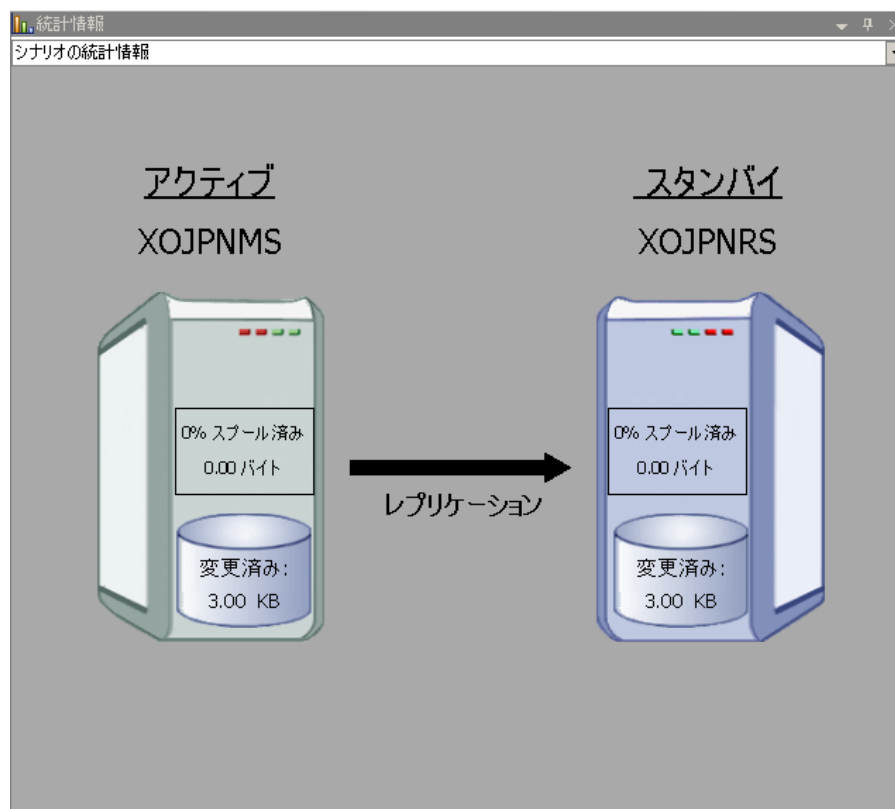 統計情報
シナリオの統計情報
アクティブ
スタンバイ
XOJPNMS
XOJPNRS
0% スプール済み
0.00 バイト
0% スプール済み
0.00 バイト
レプリケーション
変更済み:
3.00 KB
変更済み:
3.00 KB